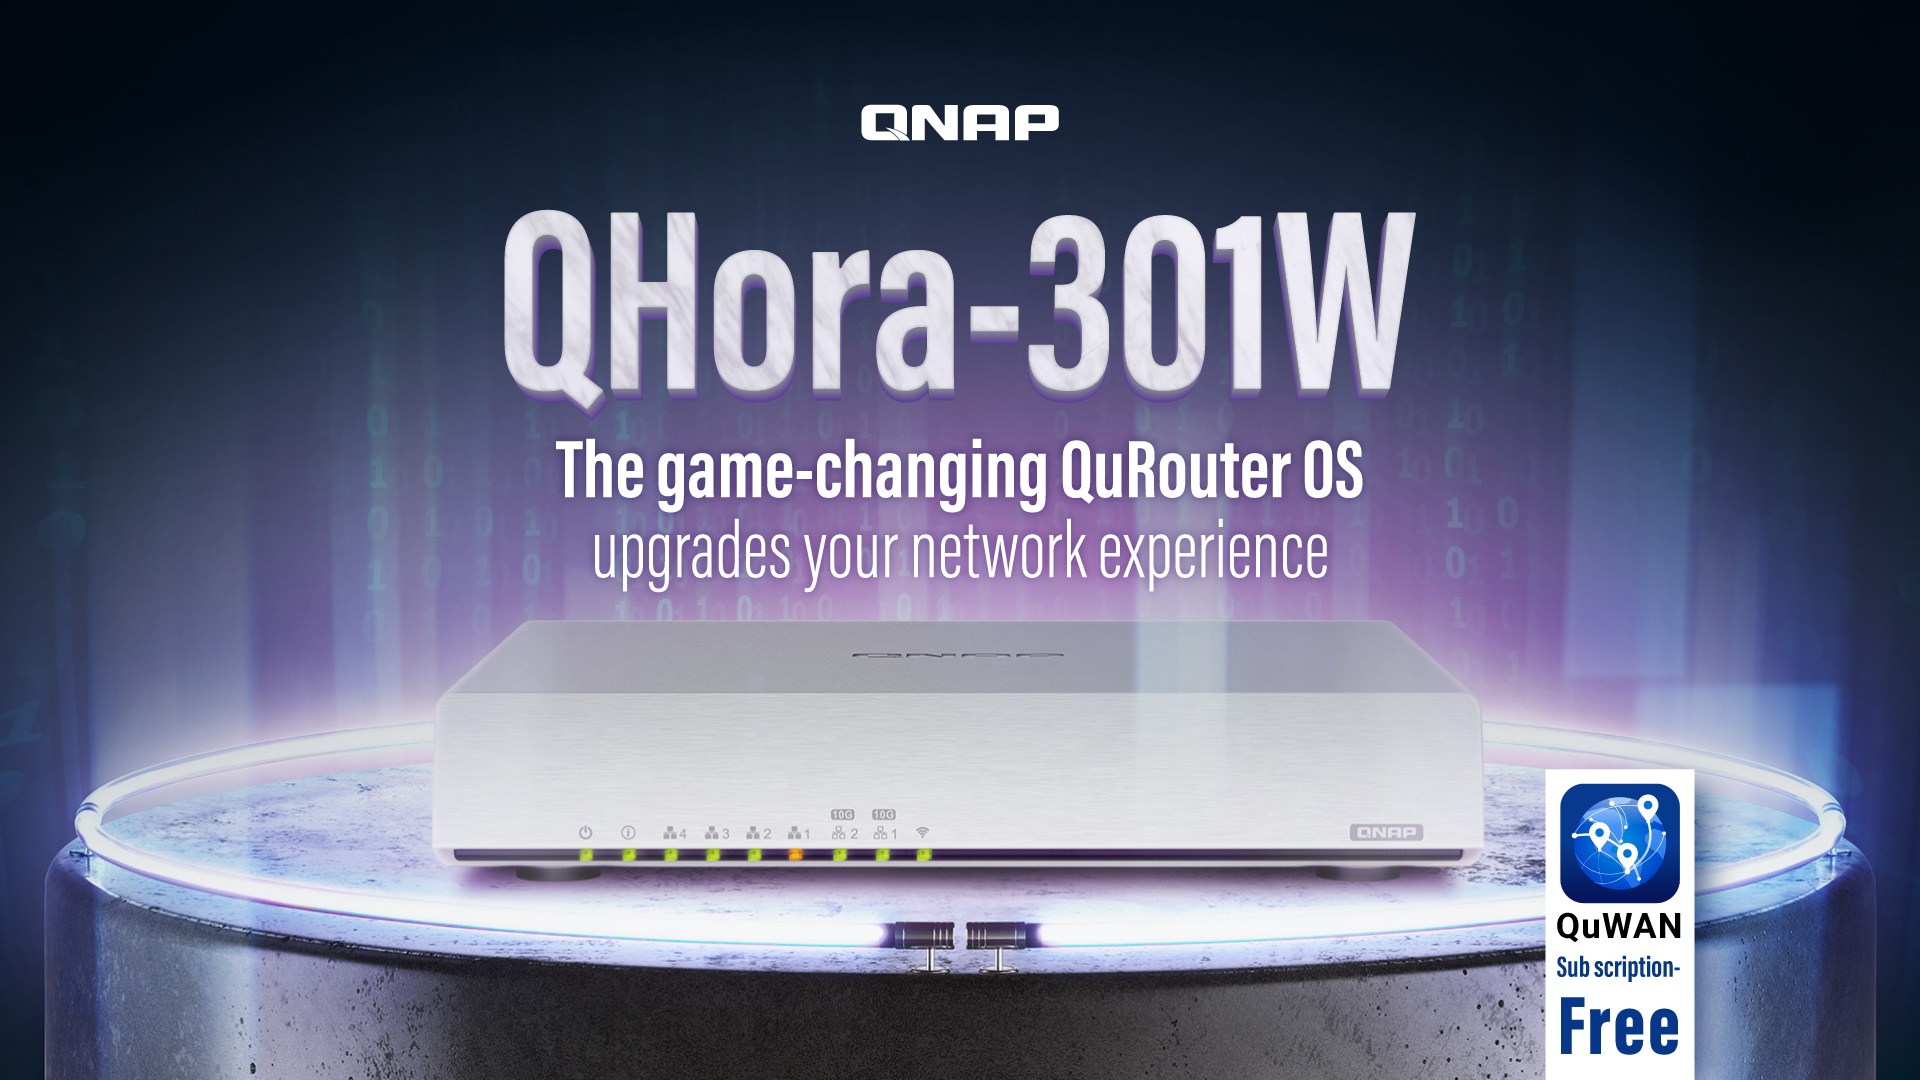 QNAP
QHora-301W
The game-changing QuRouter OS
upgrades your network experience
QNAP
10G 10G
4 3 2 1 2 1
QNAP
QuWAN
Sub scription-
Free